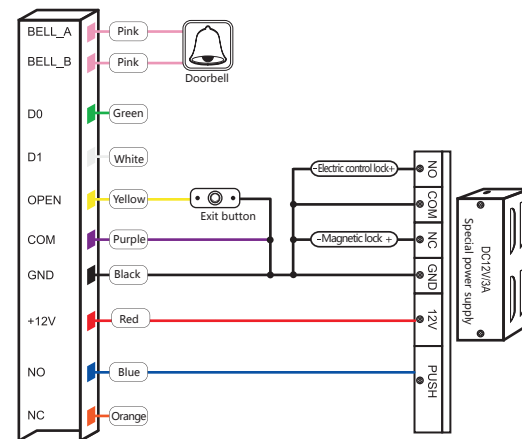 BELL_A Pink
BELL_B Pink
Doorbell
D0 Green
D1 White
OPEN Yellow
Exit button
COM Purple
GND Black
+12V Red
NO Blue
NC Orange
-Electric control lock+
-Magnetic lock +
NO
COM
NC
GND
12V
PUSH
DC12V/3A
Special power supply